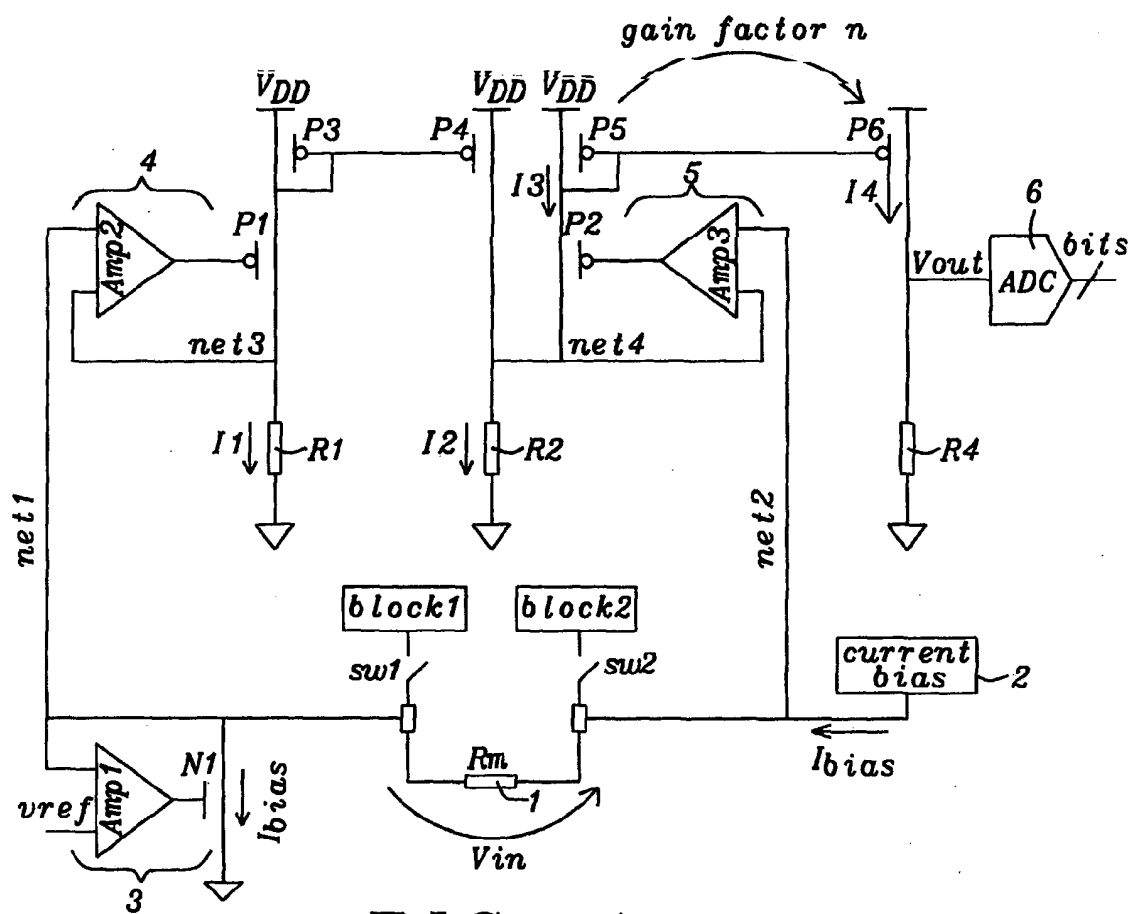 gain factor n
VDD
VDD
VDD
P3
P4
P5
P6
4
I3
5
I4
6
P1
P2
bits
Amp2
Amp3
Vout
ADC
net3
net4
I1
R1
I2
R2
R4
net1
net2
block1
block2
sw1
sw2
current
bias
2
Rm
Ibias
N1
Ibias
1
vref
Amp1
Vin
3